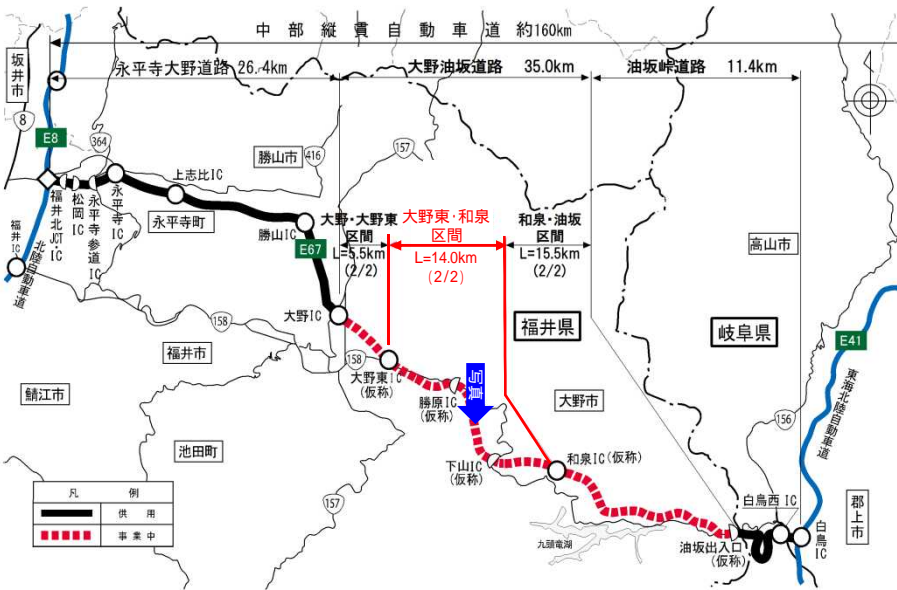 中部縦貫自動車道 約160km
永平寺大野道路 26.4km
大野油坂道路 35.0km
油坂峠道路 11.4km
坂井市
8
E8
364
勝山市
416
157
上志比IC
永平寺IC
永平寺町
福井北JCT・IC
松岡IC
永平寺参道IC
福井IC
北陸自動車道
勝山IC
E67
大野・大野東
区間
L=5.5km
(2/2)
大野東・和泉
区間
L=14.0km
(2/2)
和泉・油坂
区間
L=15.5km
(2/2)
高山市
福井県
岐阜県
E41
東海北陸自動車道
大野IC
158
福井市
158
大野東IC
(仮称)
勝原IC
(仮称)
写真
大野市
156
鯖江市
池田町
下山IC
(仮称)
和泉IC(仮称)
157
凡例
供用
事業中
九頭竜湖
油坂出入口
(仮称)
白鳥西IC
白鳥IC
郡上市